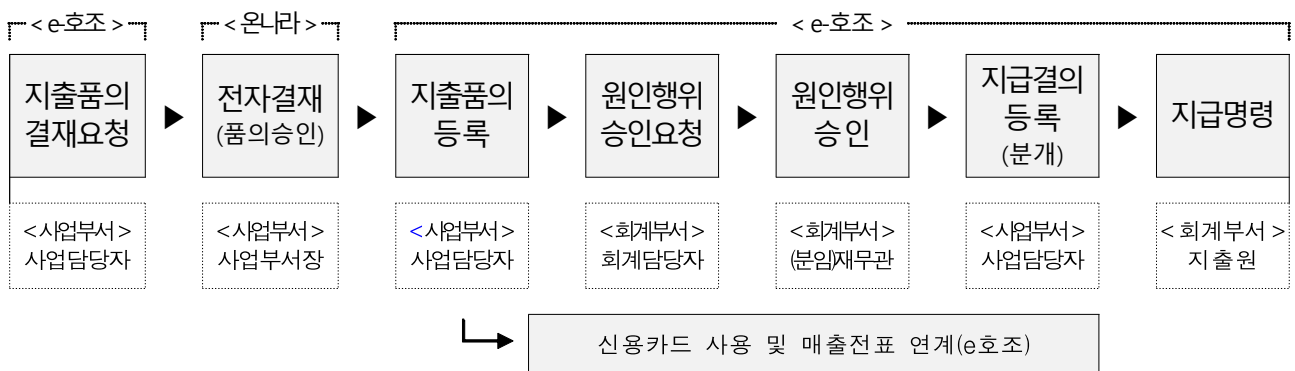 < e-호조 >
< 온나라 >
< e-호조 >
지출품의
결재요청
전자결재
(품의승인)
지출품의
등록
원인행위
승인요청
원인행위
승인
지급결의
등록
(분개)
지급명령
<사업부서>
사업담당자
<사업부서>
사업부서장
<사업부서>
사업담당자
<회계부서>
회계담당자
<회계부서>
(분임)재무관
<사업부서>
사업담당자
<회계부서>
지출원
신용카드 사용 및 매출전표 연계(e호조)